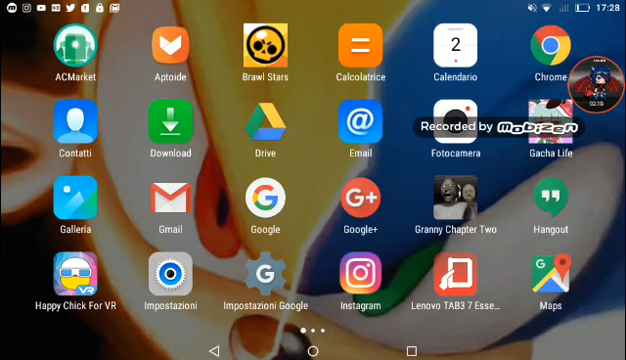 17:28
ACMarket
Aptoide
Brawl Stars
Calcolatrice
2
Calendario
Chrome
02:10
Contatti
Download
Drive
Email
Recorded by MOBIZEN
Fotocamera
Gacha Life
Galleria
Gmail
Google
Google+
Granny Chapter Two
Hangout
VR
Happy Chick For VR
Impostazioni
Impostazioni Google
Instagram
Lenovo TAB3 7 Esse...
Maps